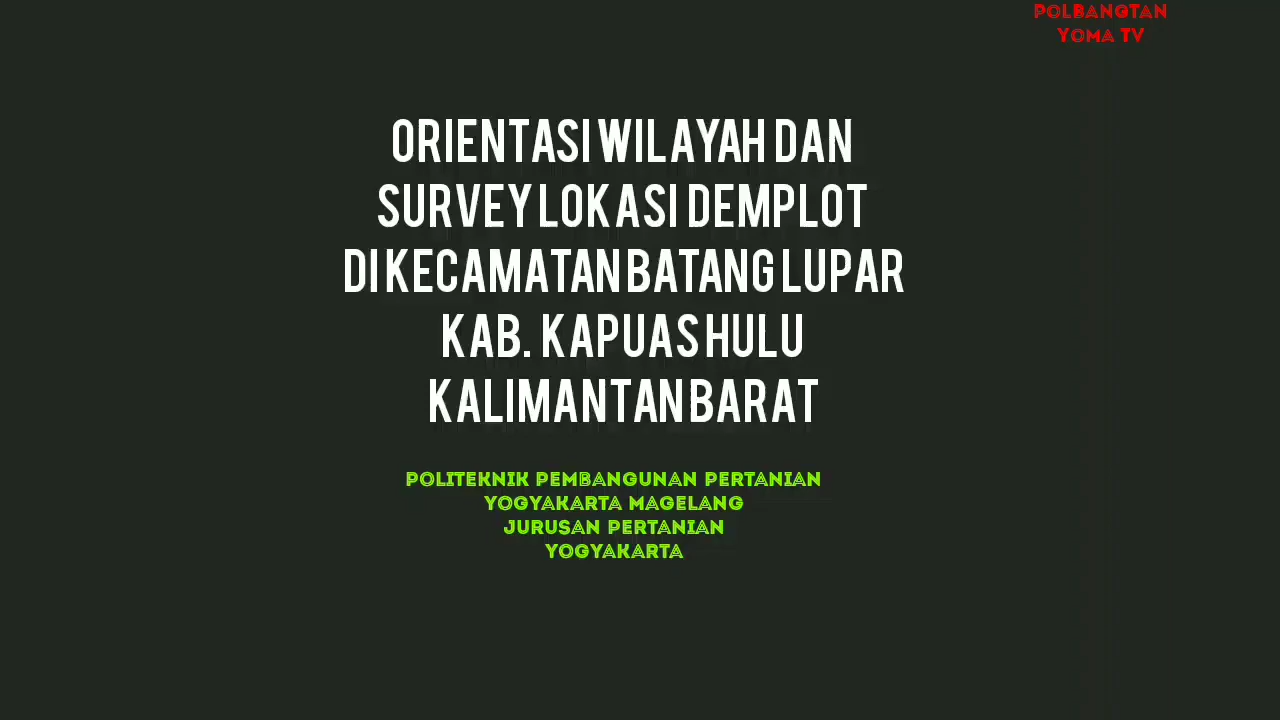 POLBANGTAN
YOMA TV
ORIENTASI WILAYAH DAN
SURVEY LOKASI DEMPLOT
DI KECAMATAN BATANG LUPAR
KAB. KAPUAS HULU
KALIMANTAN BARAT
POLITEKNIK PEMBANGUNAN PERTANIAN
YOGYAKARTA MAGELANG
JURUSAN PERTANIAN
YOGYAKARTA